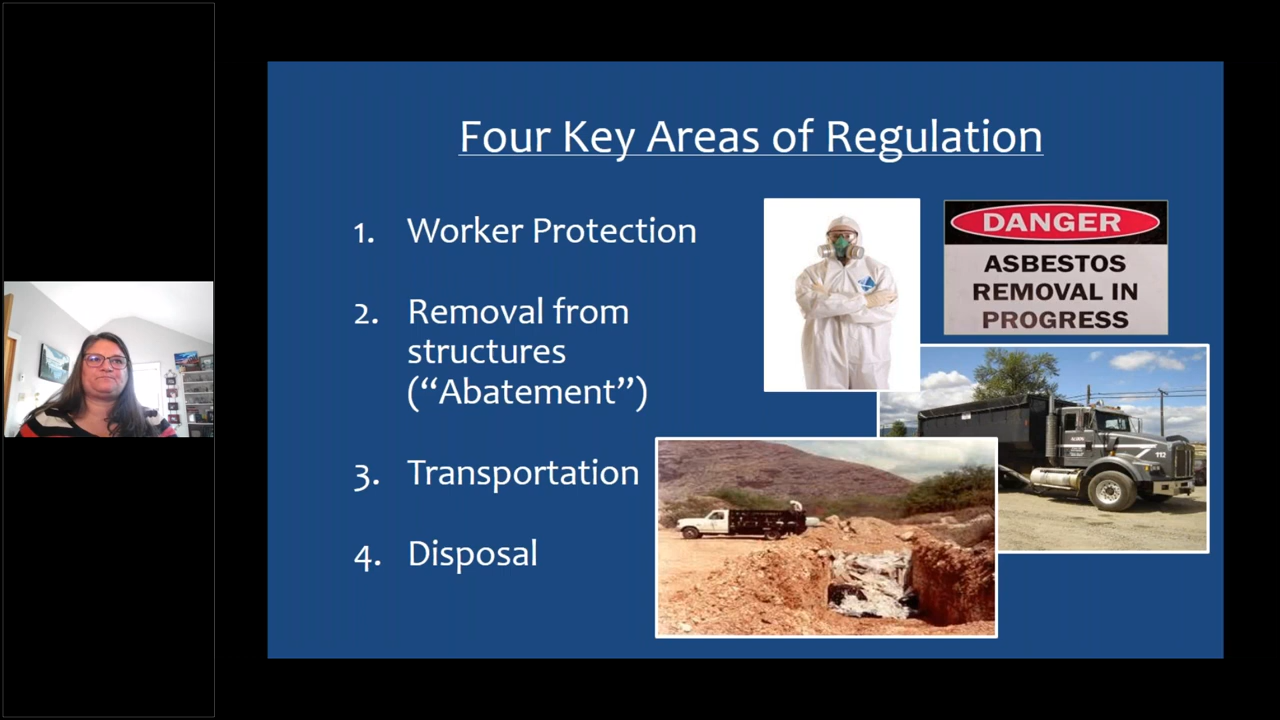 Four Key Areas of Regulation
1. Worker Protection
2. Removal from
structures
(“Abatement”)
3. Transportation
4. Disposal
DANGER
ASBESTOS
REMOVAL IN
PROGRESS
112